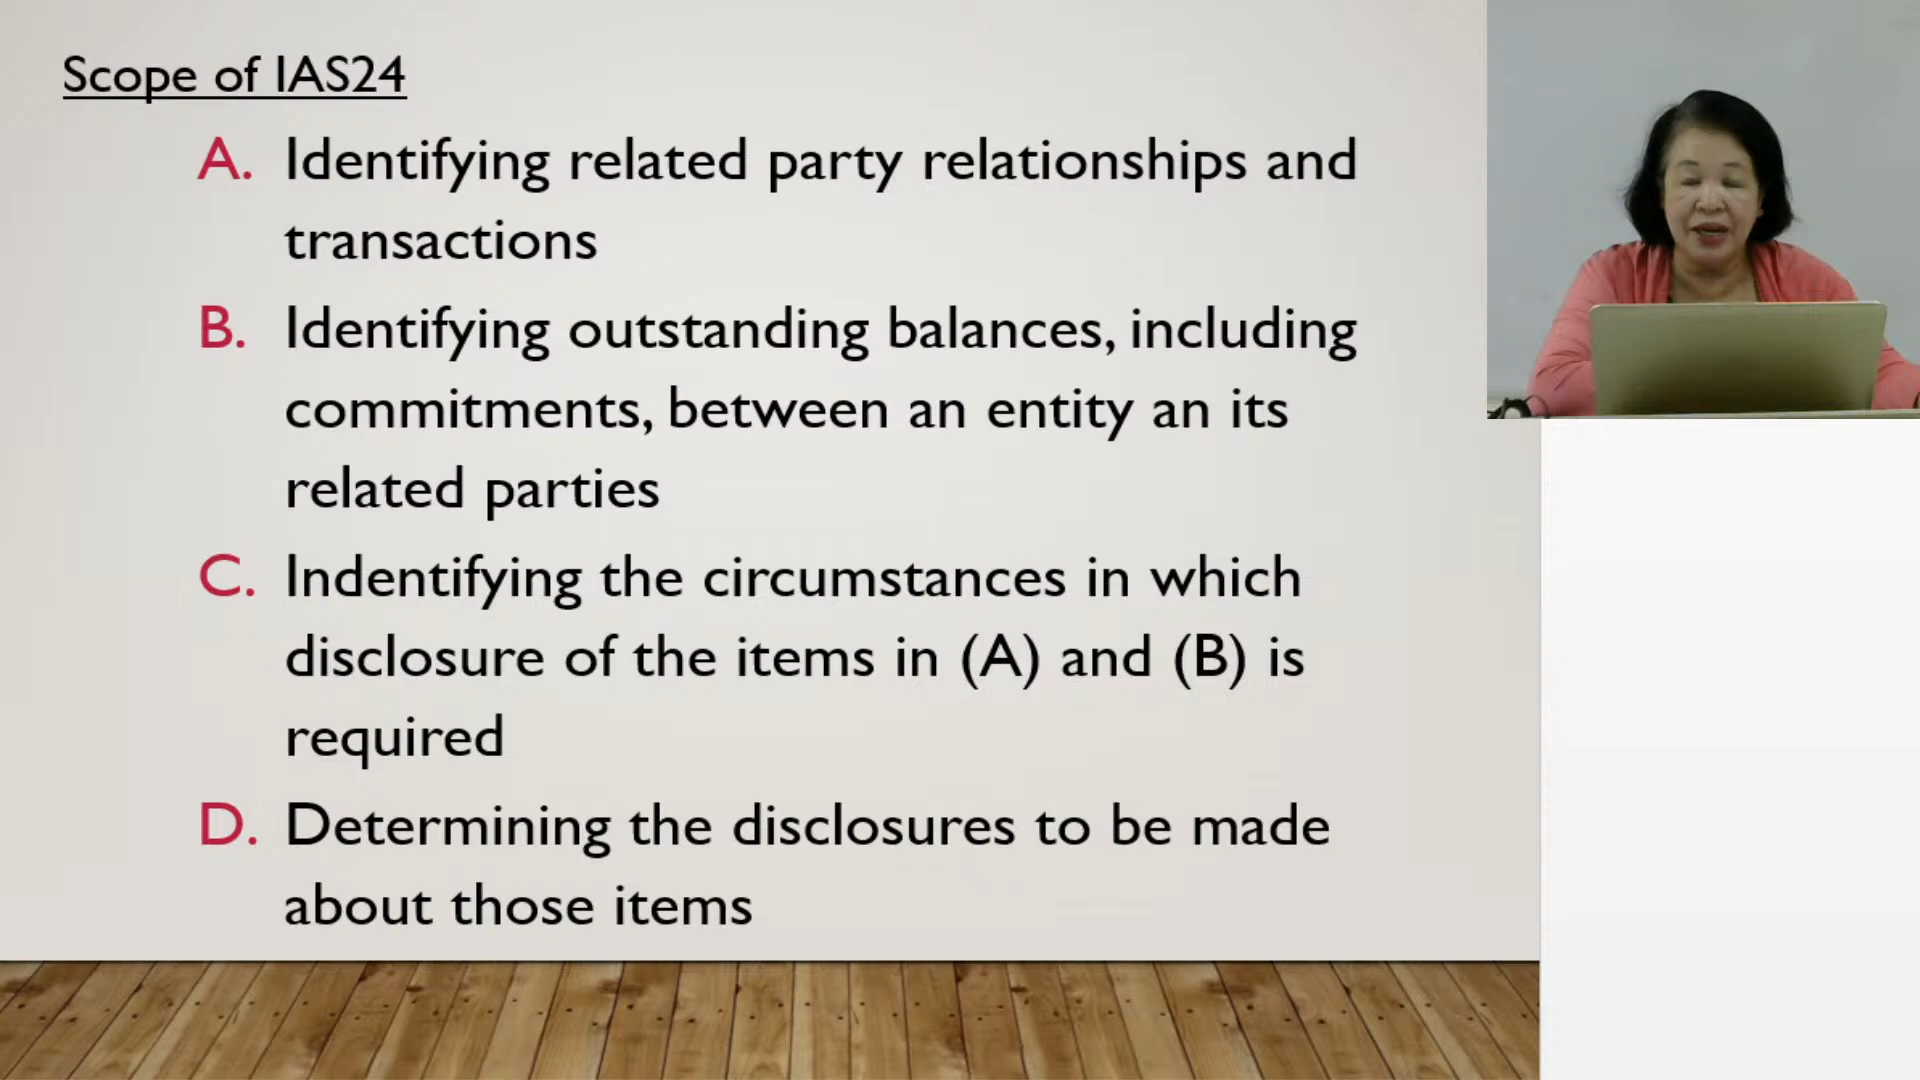 Scope of IAS24
A. Identifying related party relationships and
transactions
B. Identifying outstanding balances, including
commitments, between an entity an its
related parties
C. Indentifying the circumstances in which
disclosure of the items in (A) and (B) is
required
D. Determining the disclosures to be made
about those items